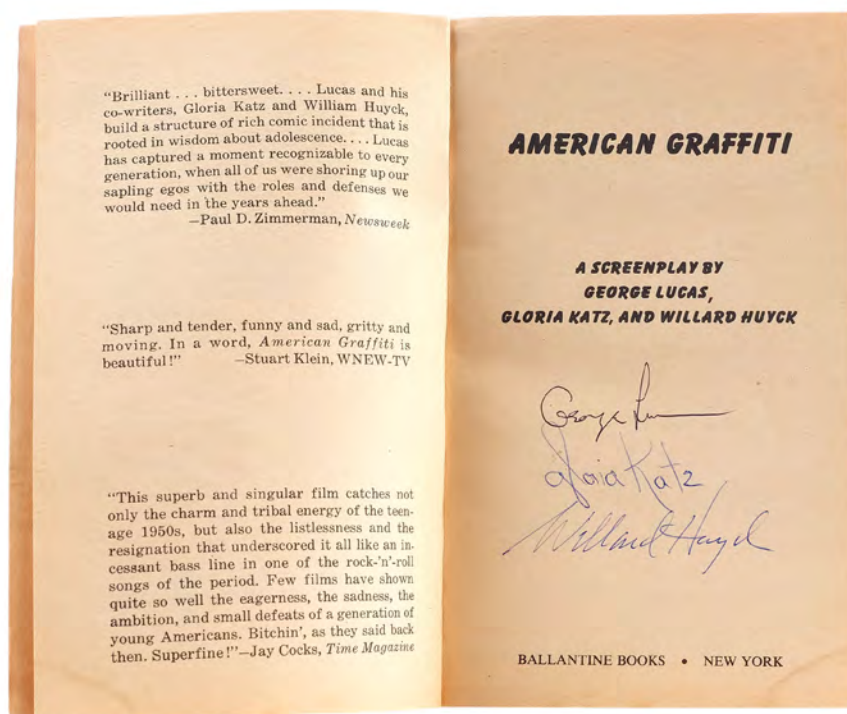 “Brilliant . . . bittersweet. . . . Lucas and his
co-writers, Gloria Katz and William Huyck,
build a structure of rich comic incident that is
rooted in wisdom about adolescence. . . . Lucas
has captured a moment recognizable to every
generation, when all of us were shoring up our
sapling egos with the roles and defenses we
would need in the years ahead.”
—Paul D. Zimmerman, Newsweek
“Sharp and tender, funny and sad, gritty and
moving. In a word, American Graffiti is
beautiful!” —Stuart Klein, WNEW-TV
“This superb and singular film catches not
only the charm and tribal energy of the teen-
age 1950s, but also the listlessness and the
resignation that underscored it all like an in-
cessant bass line in one of the rock-’n’-roll
songs of the period. Few films have shown
quite so well the eagerness, the sadness, the
ambition, and small defeats of a generation of
young Americans. Bitchin’, as they said back
then. Superfine!”—Jay Cocks, Time Magazine
AMERICAN GRAFFITI
A SCREENPLAY BY
GEORGE LUCAS,
GLORIA KATZ, AND WILLARD HUYCK
George Lucas
Gloria Katz
Willard Huyck
BALLANTINE BOOKS • NEW YORK